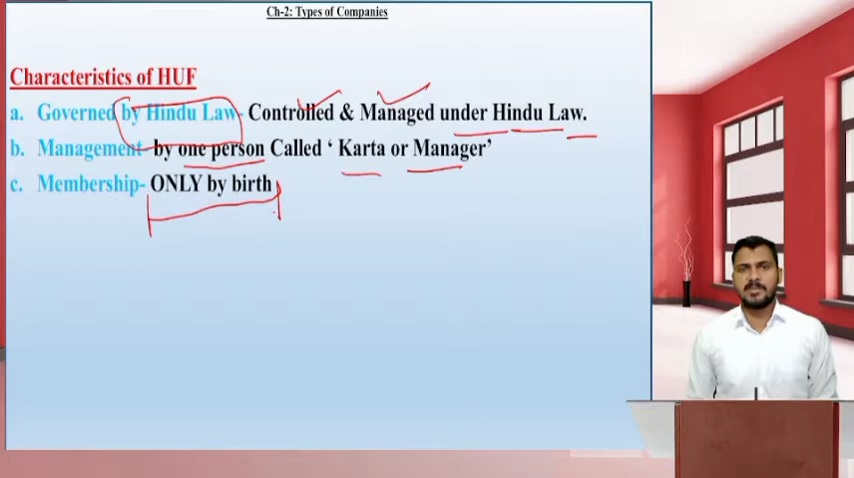 Ch-2: Types of Companies
Characteristics of HUF
a. Governed by Hindu Law- Controlled & Managed under Hindu Law.
b. Management- by one person Called ‘ Karta or Manager’
c. Membership- ONLY by birth